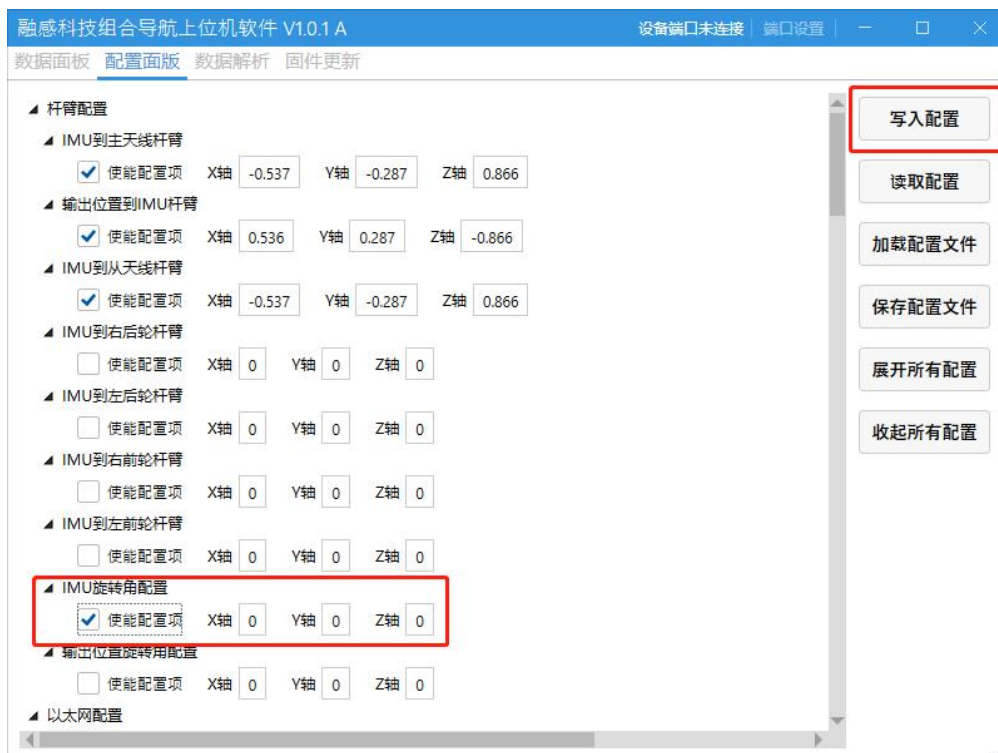 融感科技组合导航上位机软件 V1.0.1 A 设备端口未连接 端口设置
数据面板 配置面版 数据解析 固件更新
杆臂配置
写入配置
IMU到主天线杆臂
使能配置项 X轴 -0.537 Y轴 -0.287 Z轴 0.866
读取配置
输出位置到IMU杆臂
使能配置项 X轴 0.536 Y轴 0.287 Z轴 -0.866
加载配置文件
IMU到从天线杆臂
使能配置项 X轴 -0.537 Y轴 -0.287 Z轴 0.866
保存配置文件
IMU到右后轮杆臂
使能配置项 X轴 0 Y轴 0 Z轴 0
展开所有配置
IMU到左后轮杆臂
使能配置项 X轴 0 Y轴 0 Z轴 0
收起所有配置
IMU到右前轮杆臂
使能配置项 X轴 0 Y轴 0 Z轴 0
IMU到左前轮杆臂
使能配置项 X轴 0 Y轴 0 Z轴 0
IMU旋转角配置
使能配置项 X轴 0 Y轴 0 Z轴 0
输出位置旋转角配置
使能配置项 X轴 0 Y轴 0 Z轴 0
以太网配置